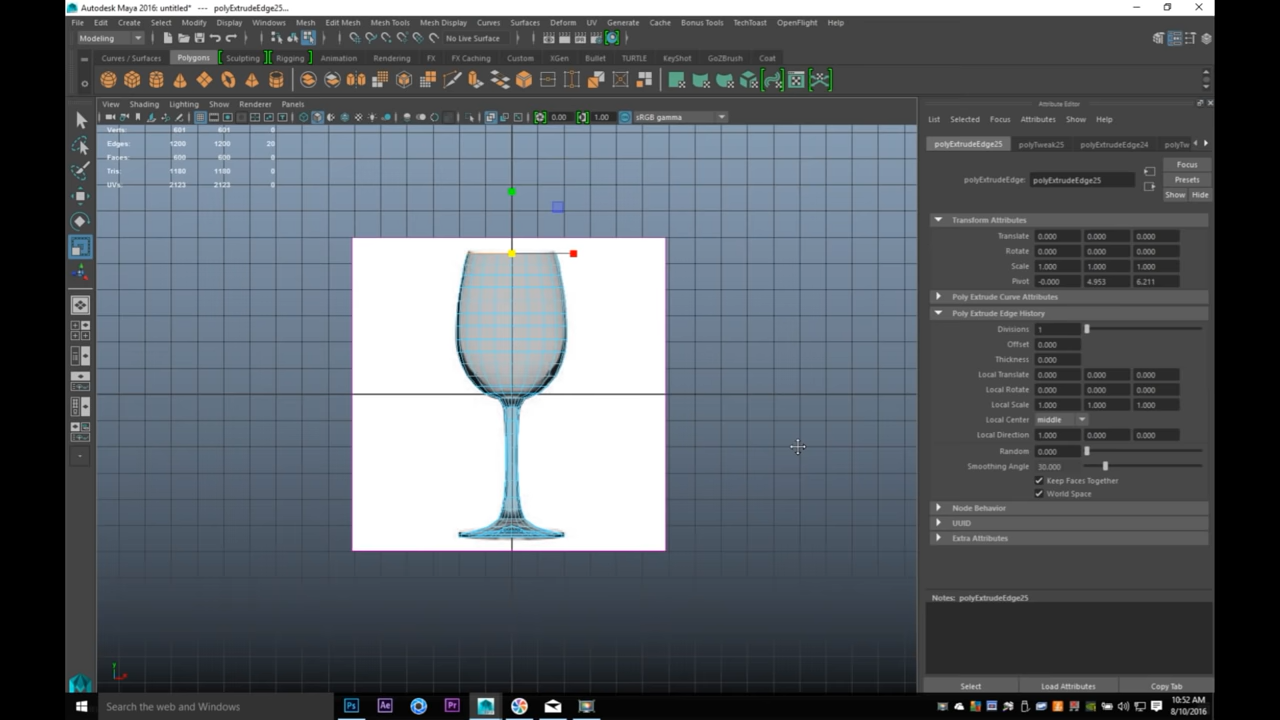 Autodesk Maya 2016: untitled*   ---   polyExtrudeEdge25...
File Edit Create Select Modify Display Windows Mesh Edit Mesh Mesh Tools Mesh Display Curves Surfaces Deform UV Generate Cache Bonus Tools TechToast OpenFlight Help
Modeling No Live Surface
Curves / Surfaces Polygons Sculpting Rigging Animation Rendering FX FX Caching Custom XGen Bullet TURTLE KeyShot GoZBrush Coat
View Shading Lighting Show Renderer Panels Attribute Editor
0.00 1.00 sRGB gamma List Selected Focus Attributes Show Help
Verts: 601 601 0
Edges: 1200 1200 20
Faces: 600 600 0
Tris: 1180 1180 0
UVs: 2123 2123 0
polyExtrudeEdge25 polyTweak25 polyExtrudeEdge24 polyTw
Focus
polyExtrudeEdge: polyExtrudeEdge25 Presets
Show Hide
Transform Attributes
Translate 0.000 0.000 0.000
Rotate 0.000 0.000 0.000
Scale 1.000 1.000 1.000
Pivot -0.000 4.953 6.211
Poly Extrude Curve Attributes
Poly Extrude Edge History
Divisions 1
Offset 0.000
Thickness 0.000
Local Translate 0.000 0.000 0.000
Local Rotate 0.000 0.000 0.000
Local Scale 1.000 1.000 1.000
Local Center middle
Local Direction 1.000 0.000 0.000
Random 0.000
Smoothing Angle 30.000
Keep Faces Together
World Space
Node Behavior
UUID
Extra Attributes
Notes: polyExtrudeEdge25
Select Load Attributes Copy Tab
Search the web and Windows
Ps Ae Pr
10:52 AM
8/10/2016